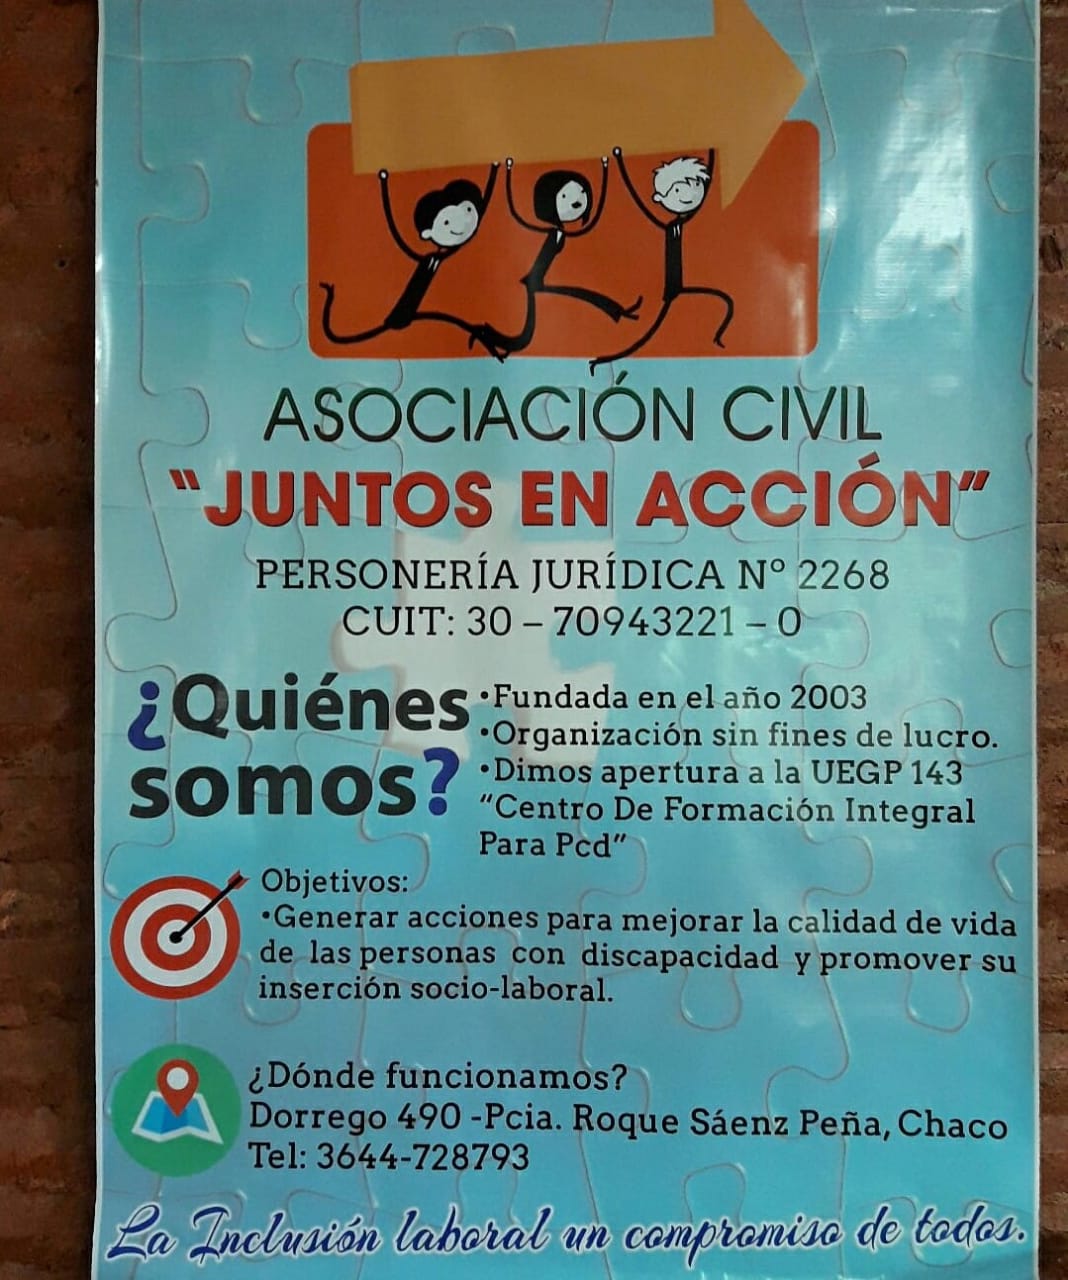 ASOCIACIÓN CIVIL
"JUNTOS EN ACCIÓN"
PERSONERÍA JURÍDICA Nº 2268
CUIT: 30 – 70943221 – 0
¿Quiénes
somos?
•Fundada en el año 2003
•Organización sin fines de lucro.
•Dimos apertura a la UEGP 143
“Centro De Formación Integral
Para Pcd”
Objetivos:
•Generar acciones para mejorar la calidad de vida
de las personas con discapacidad y promover su
inserción socio-laboral.
¿Dónde funcionamos?
Dorrego 490 -Pcia. Roque Sáenz Peña, Chaco
Tel: 3644-728793
La Inclusión laboral un compromiso de todos.